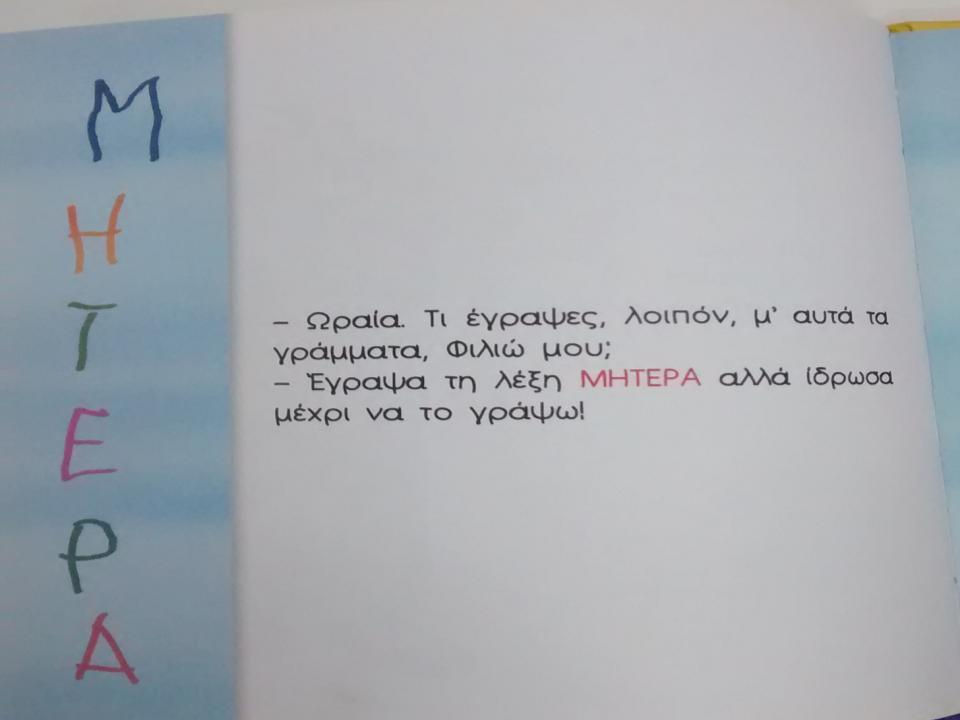 Μ
Η
Τ
Ε
Ρ
Α
– Ωραία. Τι έγραψες, λοιπόν, μ' αυτά τα
γράμματα, Φιλιώ μου;
– Έγραψα τη λέξη ΜΗΤΕΡΑ αλλά ίδρωσα
μέχρι να το γράψω!